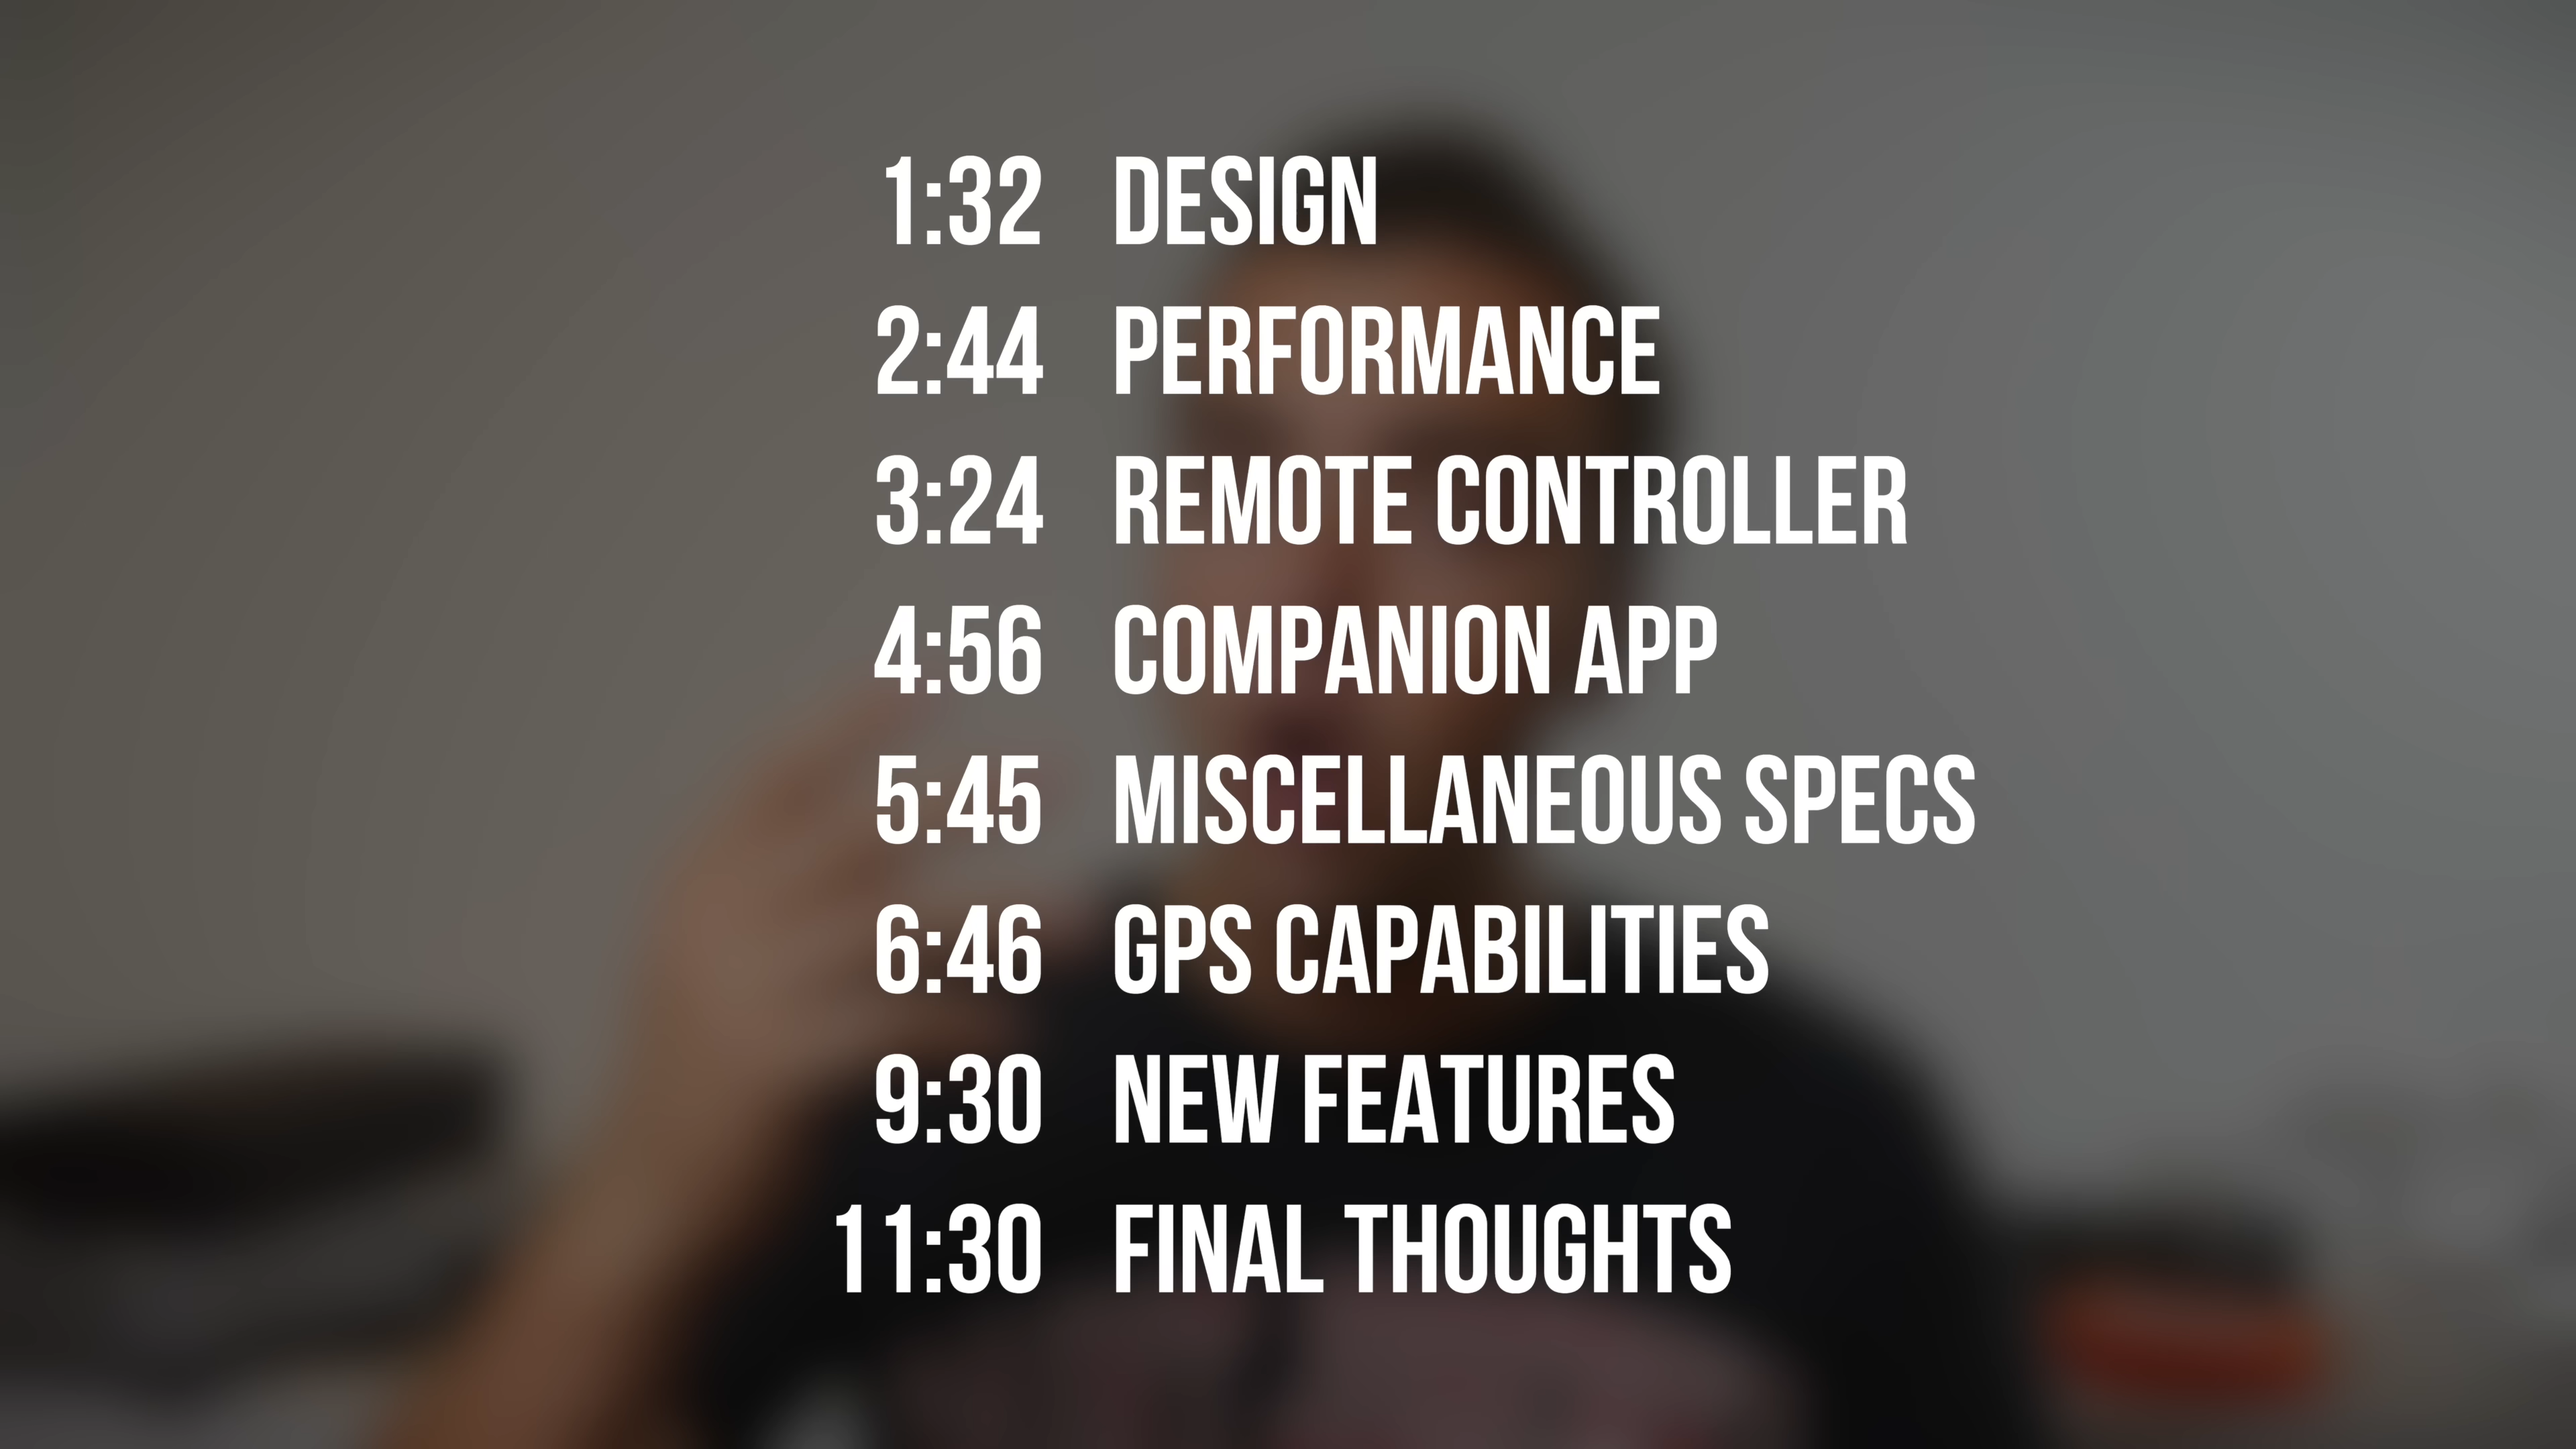 1:32 DESIGN
2:44 PERFORMANCE
3:24 REMOTE CONTROLLER
4:56 COMPANION APP
5:45 MISCELLANEOUS SPECS
6:46 GPS CAPABILITIES
9:30 NEW FEATURES
11:30 FINAL THOUGHTS